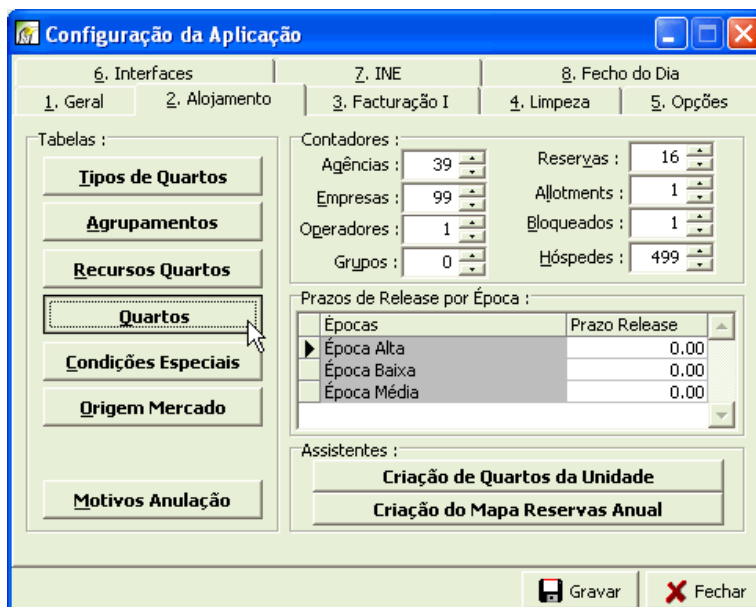 Configuração da Aplicação
6. Interfaces
7. INE
8. Fecho do Dia
1. Geral
2. Alojamento
3. Facturação I
4. Limpeza
5. Opções
Tabelas :
Tipos de Quartos
Agrupamentos
Recursos Quartos
Quartos
Condições Especiais
Origem Mercado
Motivos Anulação
Contadores :
Agências : 39
Empresas : 99
Operadores : 1
Grupos : 0
Reservas : 16
Allotments : 1
Bloqueados : 1
Hóspedes : 499
Prazos de Release por Época :
Épocas Prazo Release
Época Alta 0.00
Época Baixa 0.00
Época Média 0.00
Assistentes :
Criação de Quartos da Unidade
Criação do Mapa Reservas Anual
Gravar
Fechar